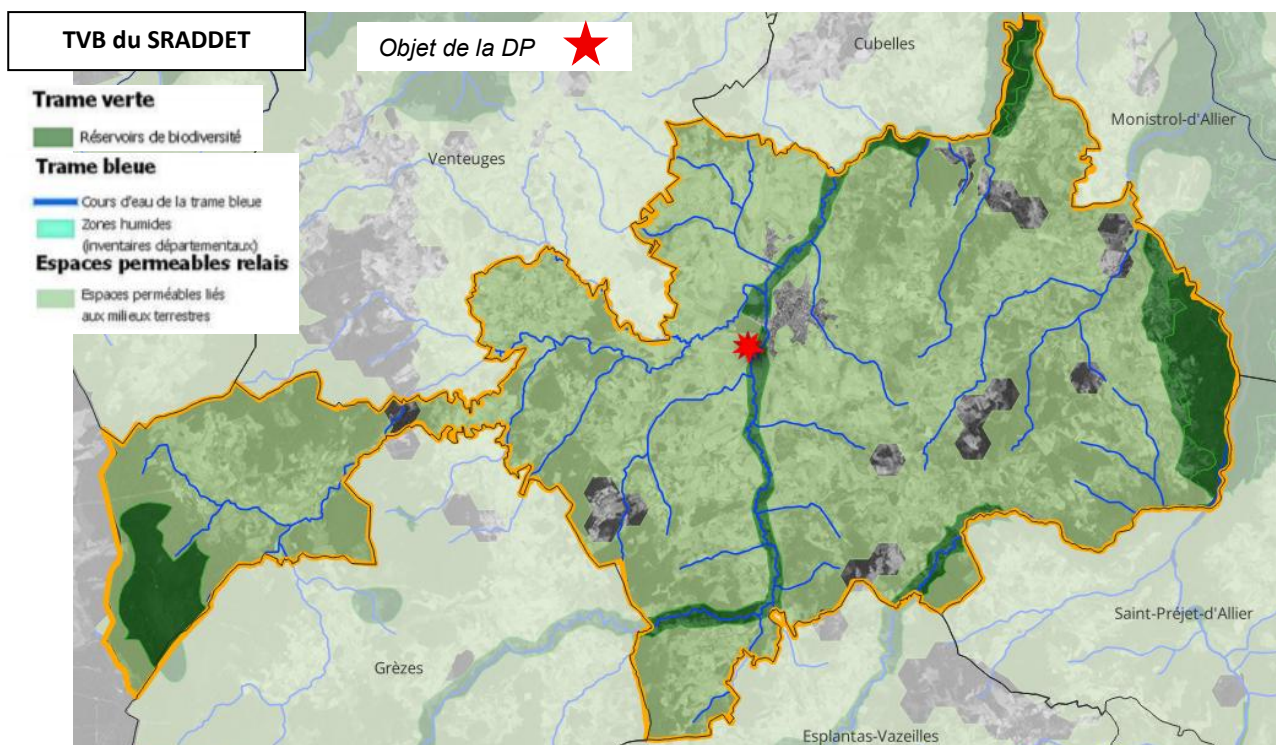 TVB du SRADDET
Objet de la DP
Trame verte
Réservoirs de biodiversité
Trame bleue
Cours d'eau de la trame bleue
Zones humides
(inventaires départementaux)
Espaces permeables relais
Espaces perméables liés
aux milieux terrestres
Cubelles
Monistrol-d'Allier
Venteuges
Saint-Préjet-d'Allier
Grèzes
Esplantas-Vazeilles